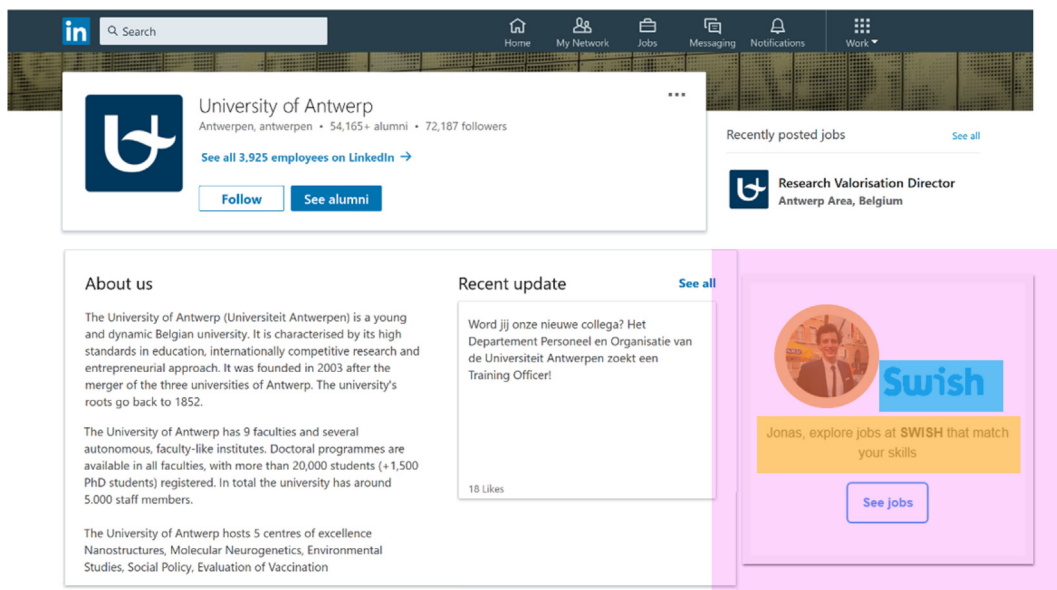 in
Search
Home
My Network
Jobs
Messaging
Notifications
Work
University of Antwerp
Antwerpen, antwerpen • 54,165+ alumni • 72,187 followers
See all 3,925 employees on LinkedIn →
Follow
See alumni
Recently posted jobs
See all
Research Valorisation Director
Antwerp Area, Belgium
About us
The University of Antwerp (Universiteit Antwerpen) is a young
and dynamic Belgian university. It is characterised by its high
standards in education, internationally competitive research and
entrepreneurial approach. It was founded in 2003 after the
merger of the three universities of Antwerp. The university's
roots go back to 1852.
The University of Antwerp has 9 faculties and several
autonomous, faculty-like institutes. Doctoral programmes are
available in all faculties, with more than 20,000 students (+1,500
PhD students) registered. In total the university has around
5.000 staff members.
The University of Antwerp hosts 5 centres of excellence
Nanostructures, Molecular Neurogenetics, Environmental
Studies, Social Policy, Evaluation of Vaccination
Recent update
See all
Word jij onze nieuwe collega? Het
Departement Personeel en Organisatie van
de Universiteit Antwerpen zoekt een
Training Officer!
18 Likes
Swish
Jonas, explore jobs at SWISH that match
your skills
See jobs